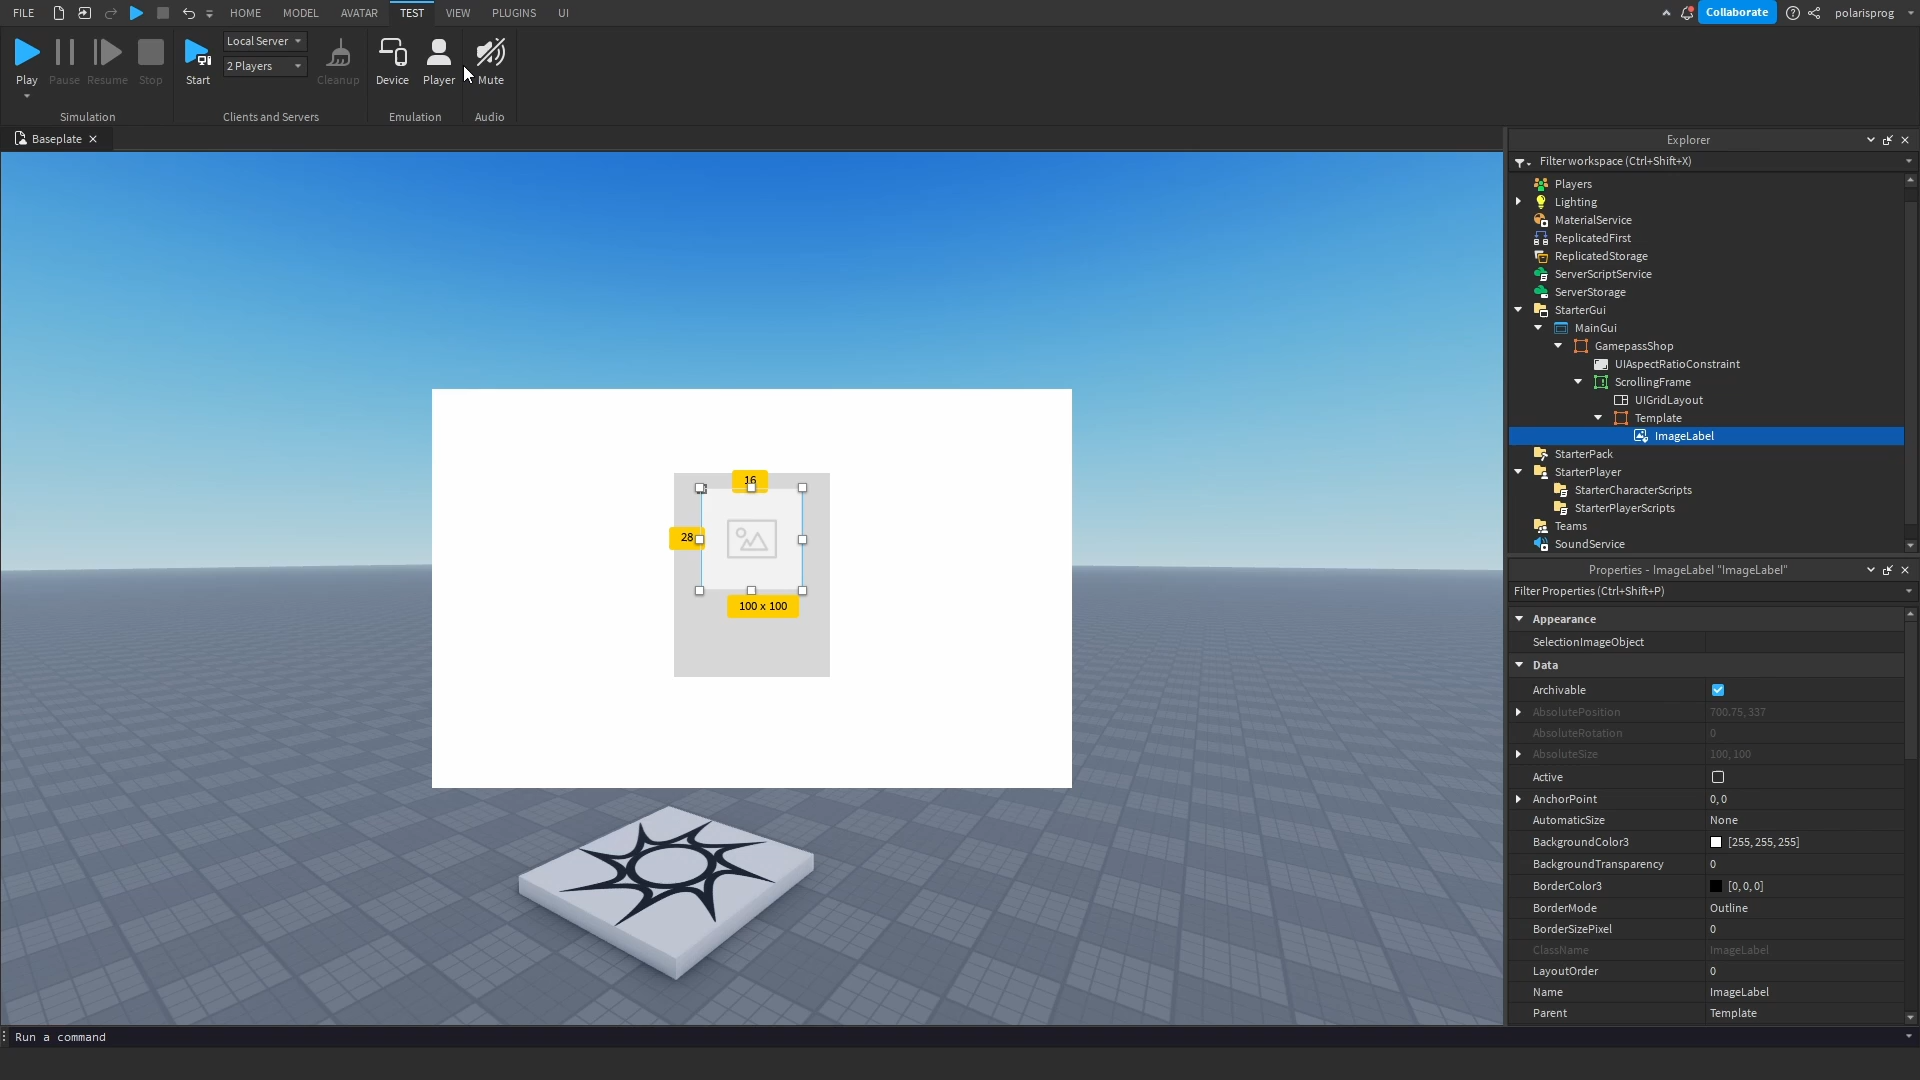 FILE HOME MODEL AVATAR TEST VIEW PLUGINS UI Collaborate polarisprog
Local Server
2 Players
Play Pause Resume Stop Start Cleanup Device Player Mute
Simulation Clients and Servers Emulation Audio
Baseplate
Explorer
Filter workspace (Ctrl+Shift+X)
Players
Lighting
MaterialService
ReplicatedFirst
ReplicatedStorage
ServerScriptService
ServerStorage
StarterGui
MainGui
GamepassShop
UIAspectRatioConstraint
ScrollingFrame
UIGridLayout
Template
ImageLabel
StarterPack
StarterPlayer
StarterCharacterScripts
StarterPlayerScripts
Teams
SoundService
16
28
100 x 100
Properties - ImageLabel "ImageLabel"
Filter Properties (Ctrl+Shift+P)
Appearance
SelectionImageObject
Data
Archivable
AbsolutePosition 700.75, 337
AbsoluteRotation 0
AbsoluteSize 100, 100
Active
AnchorPoint 0, 0
AutomaticSize None
BackgroundColor3 [255, 255, 255]
BackgroundTransparency 0
BorderColor3 [0, 0, 0]
BorderMode Outline
BorderSizePixel 0
ClassName ImageLabel
LayoutOrder 0
Name ImageLabel
Parent Template
Run a command